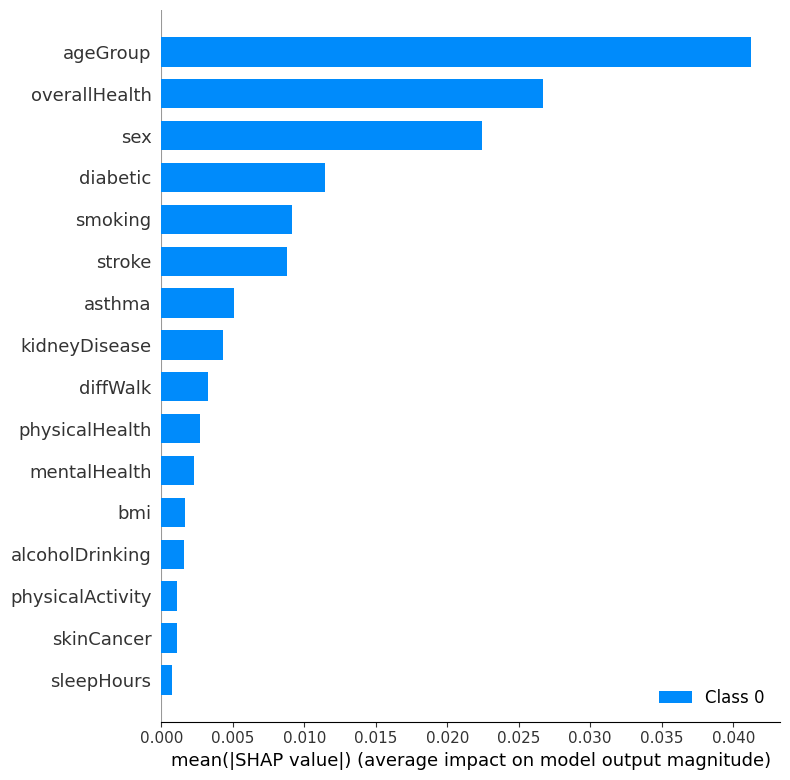 ageGroup
overallHealth
sex
diabetic
smoking
stroke
asthma
kidneyDisease
diffWalk
physicalHealth
mentalHealth
bmi
alcoholDrinking
physicalActivity
skinCancer
sleepHours
Class 0
0.000 0.005 0.010 0.015 0.020 0.025 0.030 0.035 0.040
mean(|SHAP value|) (average impact on model output magnitude)